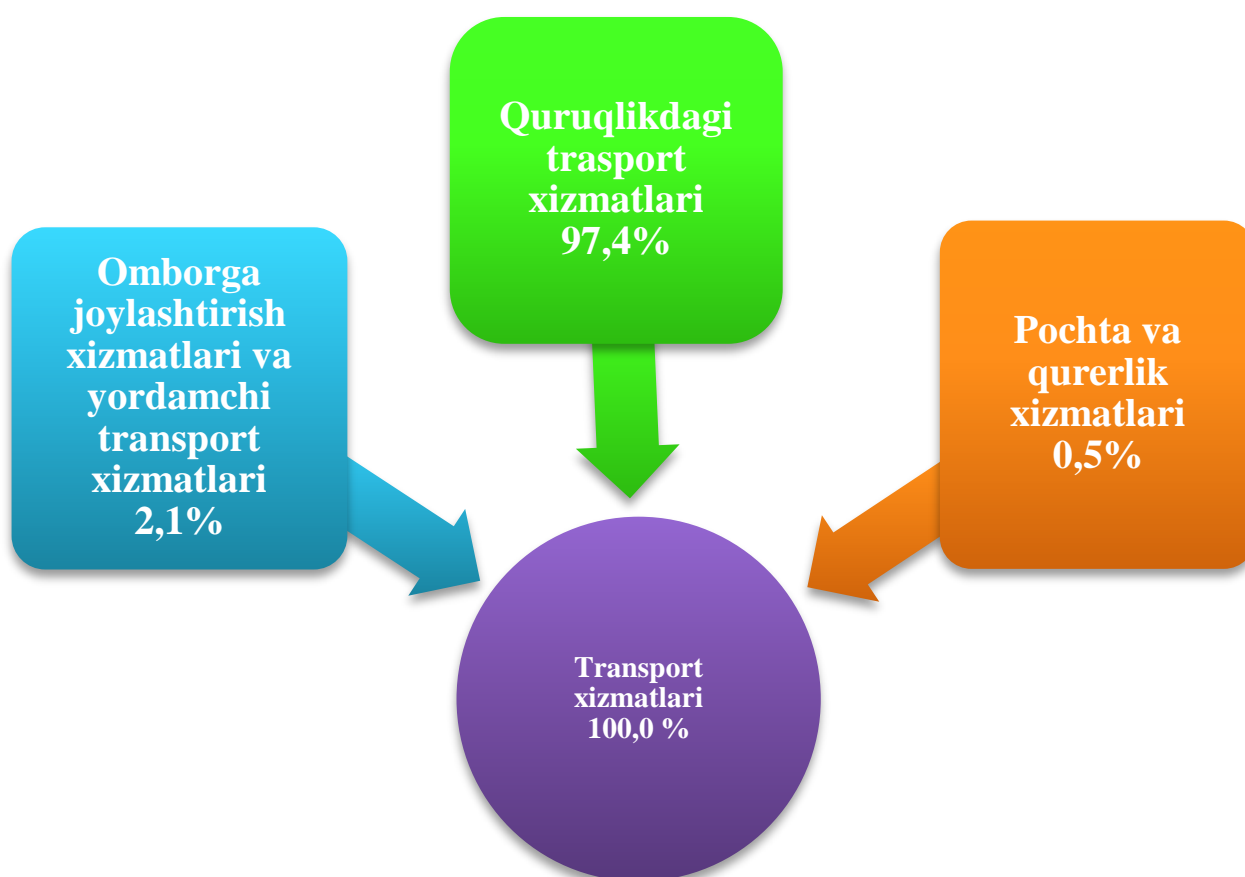 Quruqlikdagi
trasport
xizmatlari
97,4%
Omborga
joylashtirish
xizmatlari va
yordamchi
transport
xizmatlari
2,1%
Pochta va
qurerlik
xizmatlari
0,5%
Transport
xizmatlari
100,0 %